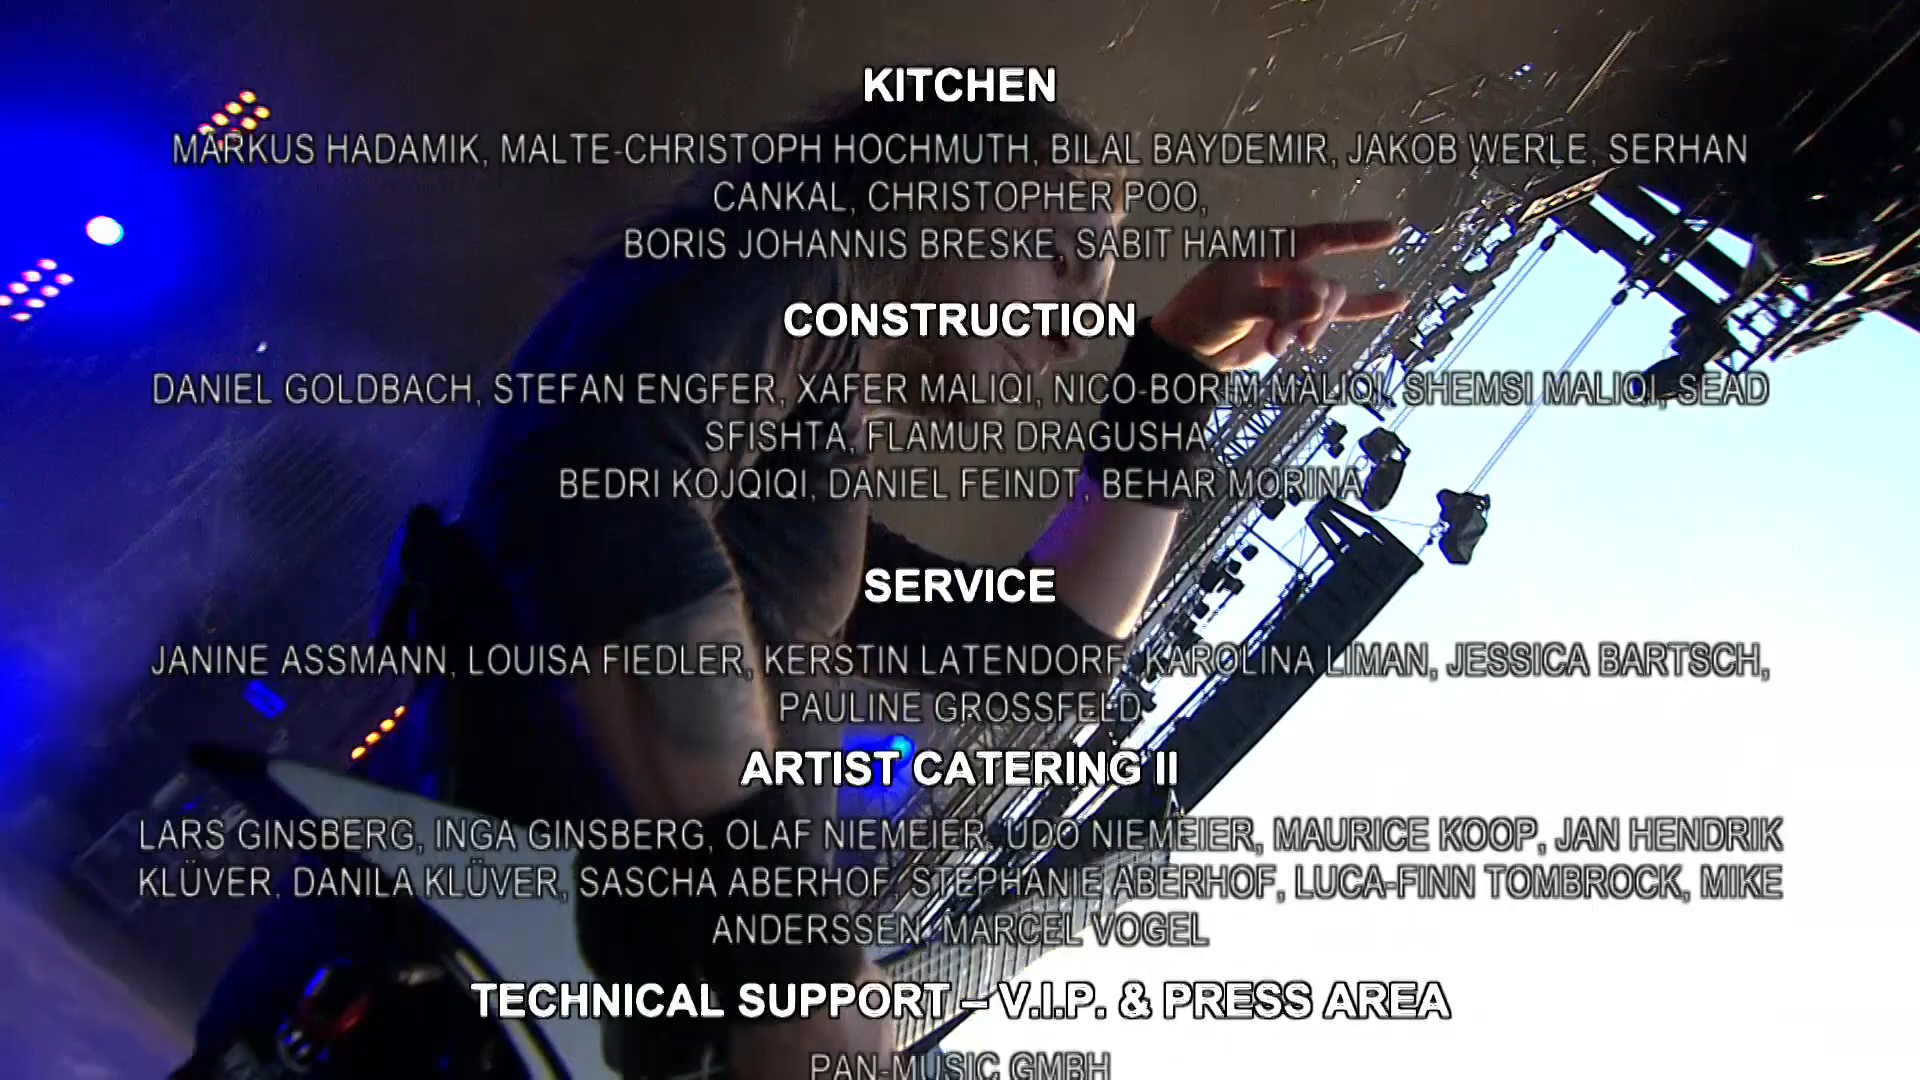 KITCHEN
MARKUS HADAMIK, MALTE-CHRISTOPH HOCHMUTH, BILAL BAYDEMIR, JAKOB WERLE, SERHAN
CANKAL, CHRISTOPHER POO,
BORIS JOHANNIS BRESKE, SABIT HAMITI
CONSTRUCTION
DANIEL GOLDBACH, STEFAN ENGFER, XAFER MALIQI, NICO-BORIM MALIQI, SHEMSI MALIQI, SEAD
SFISHTA, FLAMUR DRAGUSHA
BEDRI KOJQIQI, DANIEL FEINDT, BEHAR MORINA
SERVICE
JANINE ASSMANN, LOUISA FIEDLER, KERSTIN LATENDORF, KAROLINA LIMAN, JESSICA BARTSCH,
PAULINE GROSSFELD
ARTIST CATERING II
LARS GINSBERG, INGA GINSBERG, OLAF NIEMEIER, UDO NIEMEIER, MAURICE KOOP, JAN HENDRIK
KLÜVER, DANILA KLÜVER, SASCHA ABERHOF, STEPHANIE ABERHOF, LUCA-FINN TOMBROCK, MIKE
ANDERSSEN, MARCEL VOGEL
TECHNICAL SUPPORT – V.I.P. & PRESS AREA
PAN-MUSIC GMBH